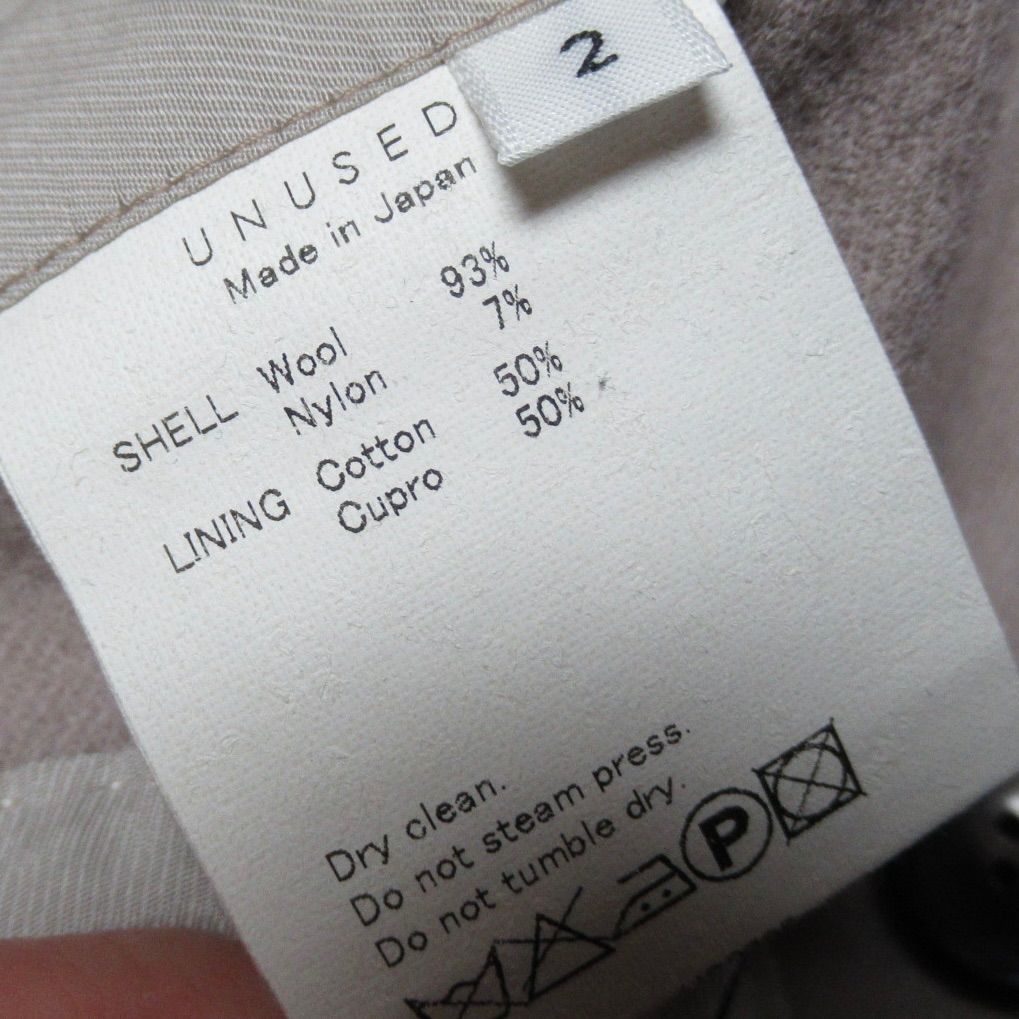 2
UNUSED
Made in Japan
SHELL Wool 93%
Nylon 7%
LINING Cotton 50%
Cupro 50%
Dry clean.
Do not steam press.
Do not tumble dry.
P